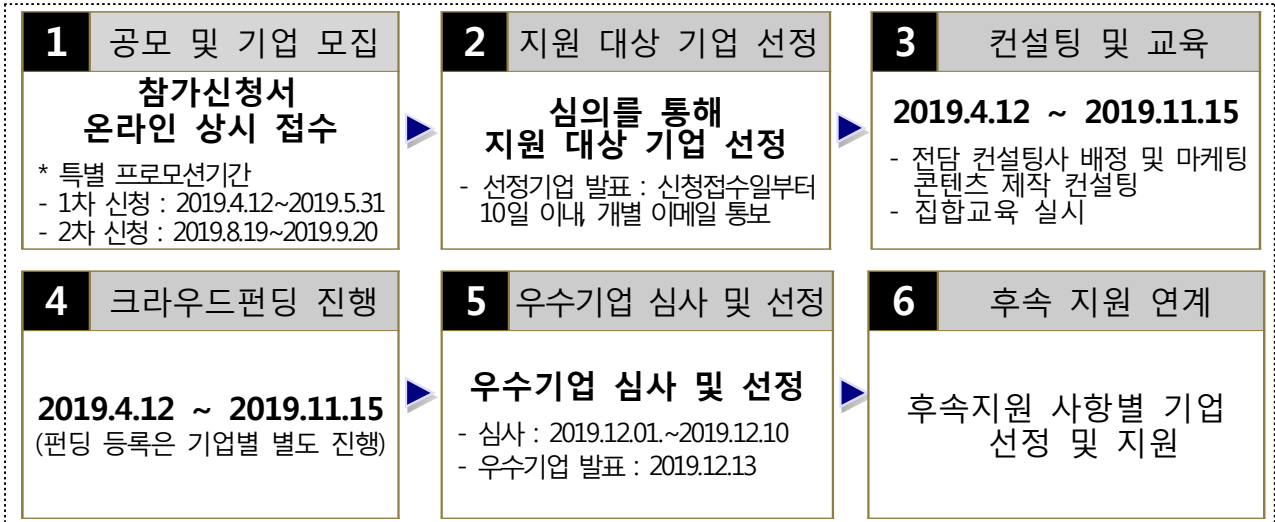 1 공모 및 기업 모집
참가신청서
온라인 상시 접수
* 특별 프로모션기간
- 1차 신청 : 2019.4.12~2019.5.31
- 2차 신청 : 2019.8.19~2019.9.20
2 지원 대상 기업 선정
심의를 통해
지원 대상 기업 선정
- 선정기업 발표 : 신청접수일부터
10일 이내, 개별 이메일 통보
3 컨설팅 및 교육
2019.4.12 ~ 2019.11.15
- 전담 컨설팅사 배정 및 마케팅
콘텐츠 제작 컨설팅
- 집합교육 실시
4 크라우드펀딩 진행
2019.4.12 ~ 2019.11.15
(펀딩 등록은 기업별 별도 진행)
5 우수기업 심사 및 선정
우수기업 심사 및 선정
- 심사 : 2019.12.01.~2019.12.10
- 우수기업 발표 : 2019.12.13
6 후속 지원 연계
후속지원 사항별 기업
선정 및 지원